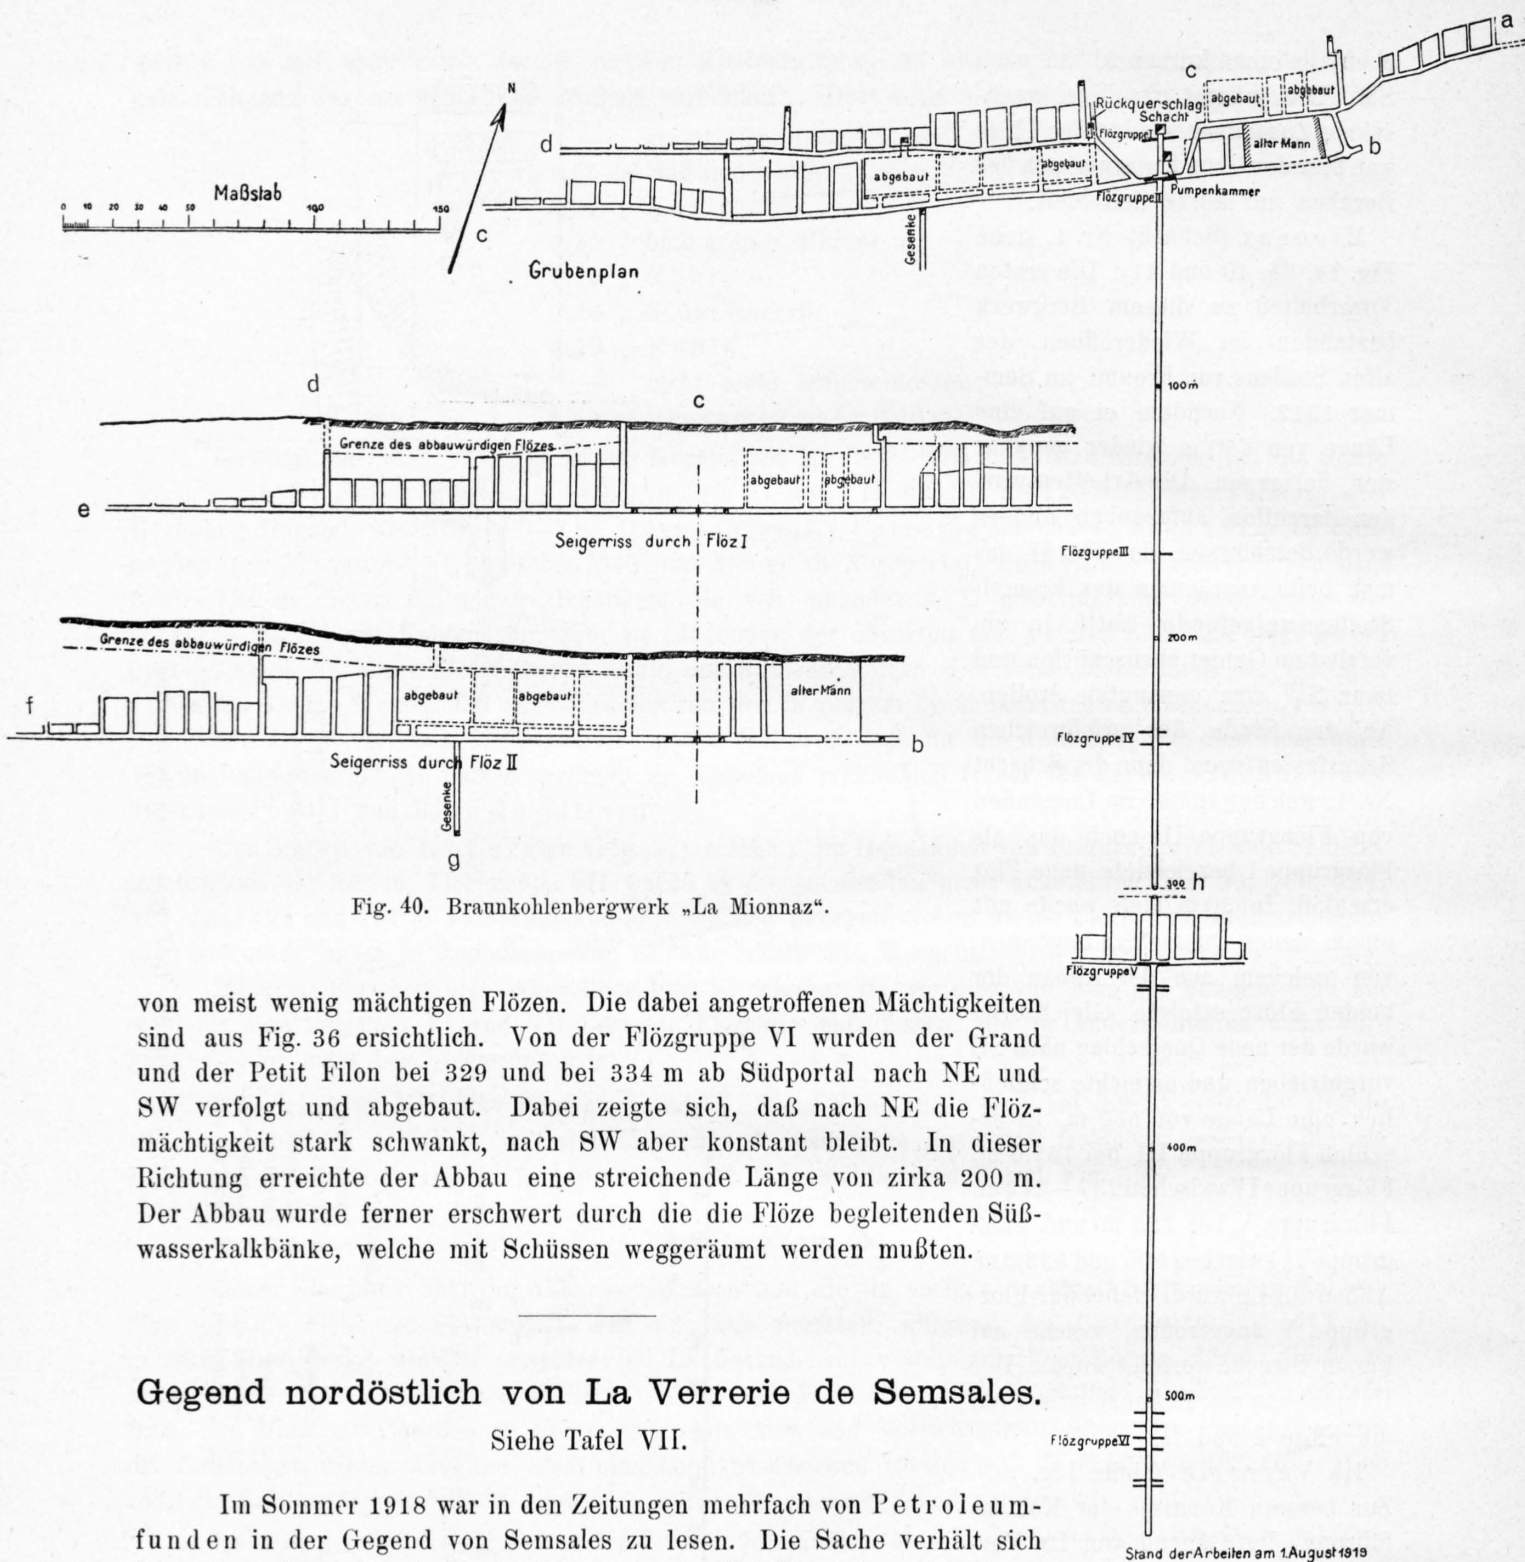 N
a
c
Rückquerschlag
Schacht
Flözgruppe I
abgebaut
abgebaut
alter Mann
b
d
abgebaut
abgebaut
Pumpenkammer
Flözgruppe II
Maßstab
0 10 20 30 40 50 100 150
c
Gesenke
Grubenplan
d
c
100m
Grenze des abbauwürdigen Flözes
abgebaut
abgebaut
e
Seigerriss durch Flöz I
Flözguppe III
200m
Grenze des abbauwürdigen Flözes
abgebaut
abgebaut
alter Mann
f
b
Flözgruppe IV
Seigerriss durch Flöz II
Gesenke
g
300 h
Fig. 40. Braunkohlenbergwerk „La Mionnaz“.
Flözgruppe V
400m
500m
Flözgruppe VI
Stand der Arbeiten am 1. August 1919
von meist wenig mächtigen Flözen. Die dabei angetroffenen Mächtigkeiten
sind aus Fig. 36 ersichtlich. Von der Flözgruppe VI wurden der Grand
und der Petit Filon bei 329 und bei 334 m ab Südportal nach NE und
SW verfolgt und abgebaut. Dabei zeigte sich, daß nach NE die Flöz-
mächtigkeit stark schwankt, nach SW aber konstant bleibt. In dieser
Richtung erreichte der Abbau eine streichende Länge von zirka 200 m.
Der Abbau wurde ferner erschwert durch die die Flöze begleitenden Süß-
wasserkalkbänke, welche mit Schüssen weggeräumt werden mußten.
Gegend nordöstlich von La Verrerie de Semsales.
Siehe Tafel VII.
Im Sommer 1918 war in den Zeitungen mehrfach von Petroleum-
funden in der Gegend von Semsales zu lesen. Die Sache verhält sich